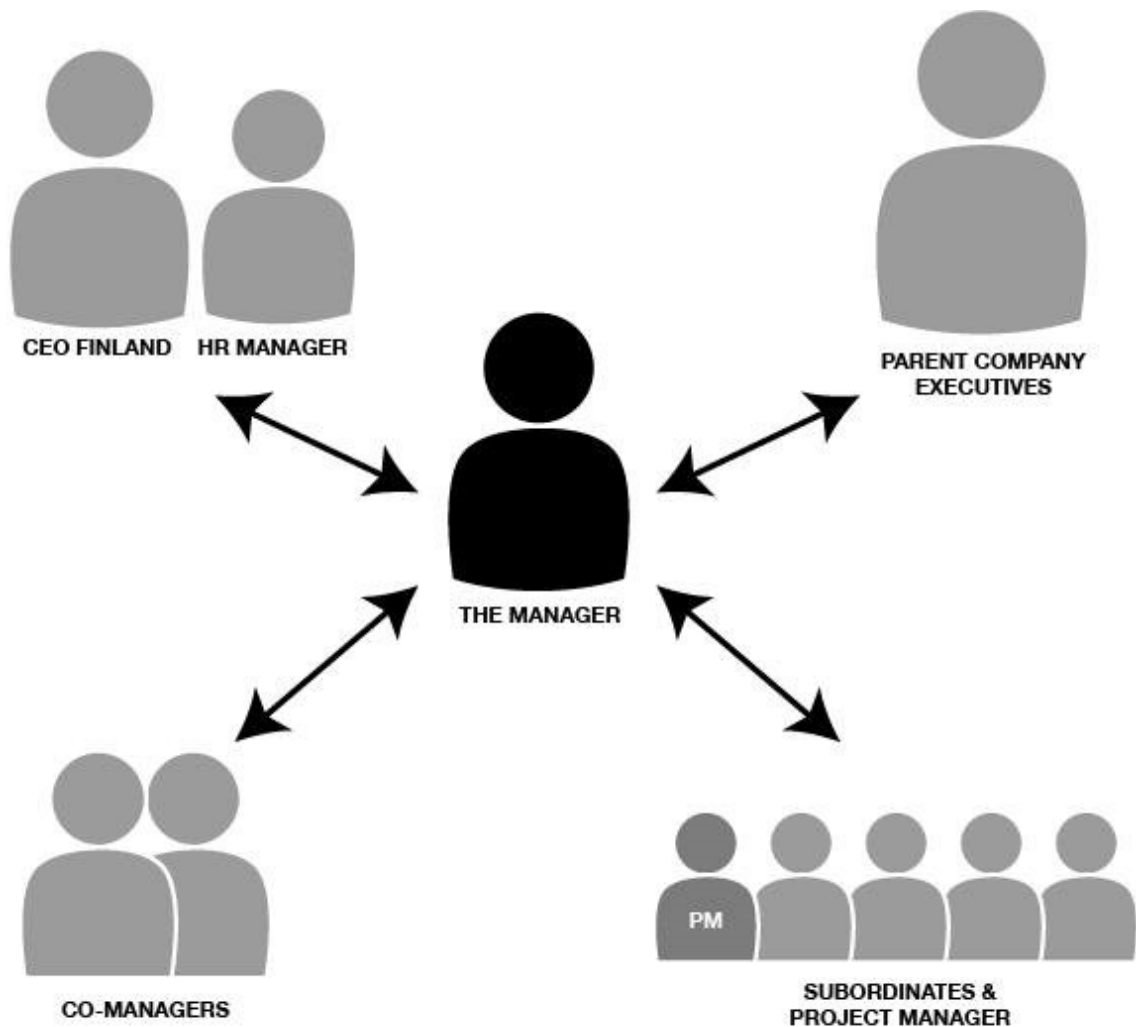 CEO FINLAND
HR MANAGER
PARENT COMPANY
EXECUTIVES
THE MANAGER
PM
CO-MANAGERS
SUBORDINATES &
PROJECT MANAGER